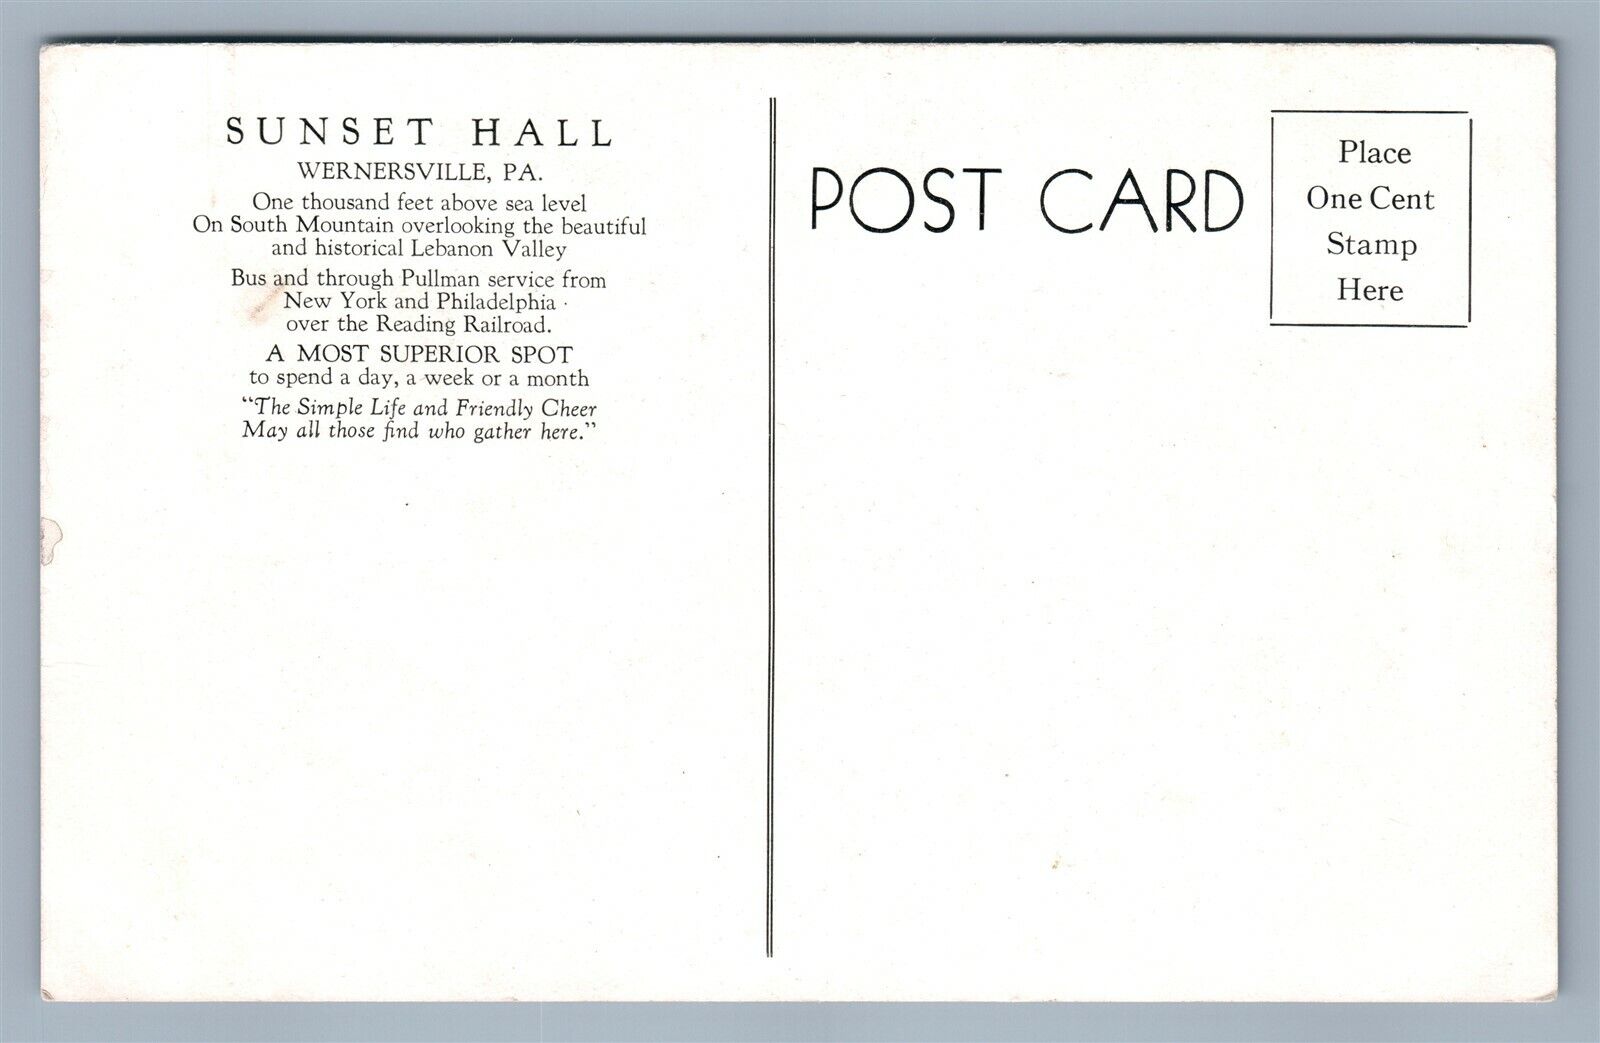 SUNSET HALL
WERNERSVILLE, PA.
One thousand feet above sea level
On South Mountain overlooking the beautiful
and historical Lebanon Valley
Bus and through Pullman service from
New York and Philadelphia
over the Reading Railroad.
A MOST SUPERIOR SPOT
to spend a day, a week or a month
"The Simple Life and Friendly Cheer
May all those find who gather here."
POST CARD
Place
One Cent
Stamp
Here